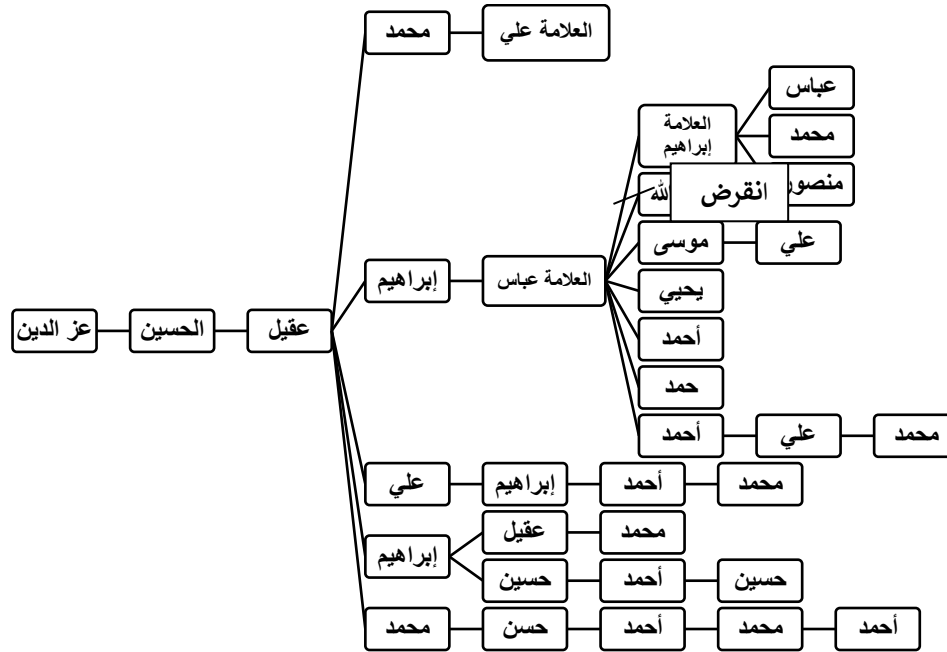 محمد
العلامة علي
عباس
العلامة
إبراهيم
محمد
منصور
انقرض
الله
موسى
علي
إبراهيم
العلامة عباس
يحيي
عز الدين
الحسين
عقيل
أحمد
حمد
أحمد
علي
محمد
علي
إبراهيم
أحمد
محمد
إبراهيم
عقيل
محمد
حسين
أحمد
حسين
محمد
حسن
أحمد
محمد
أحمد